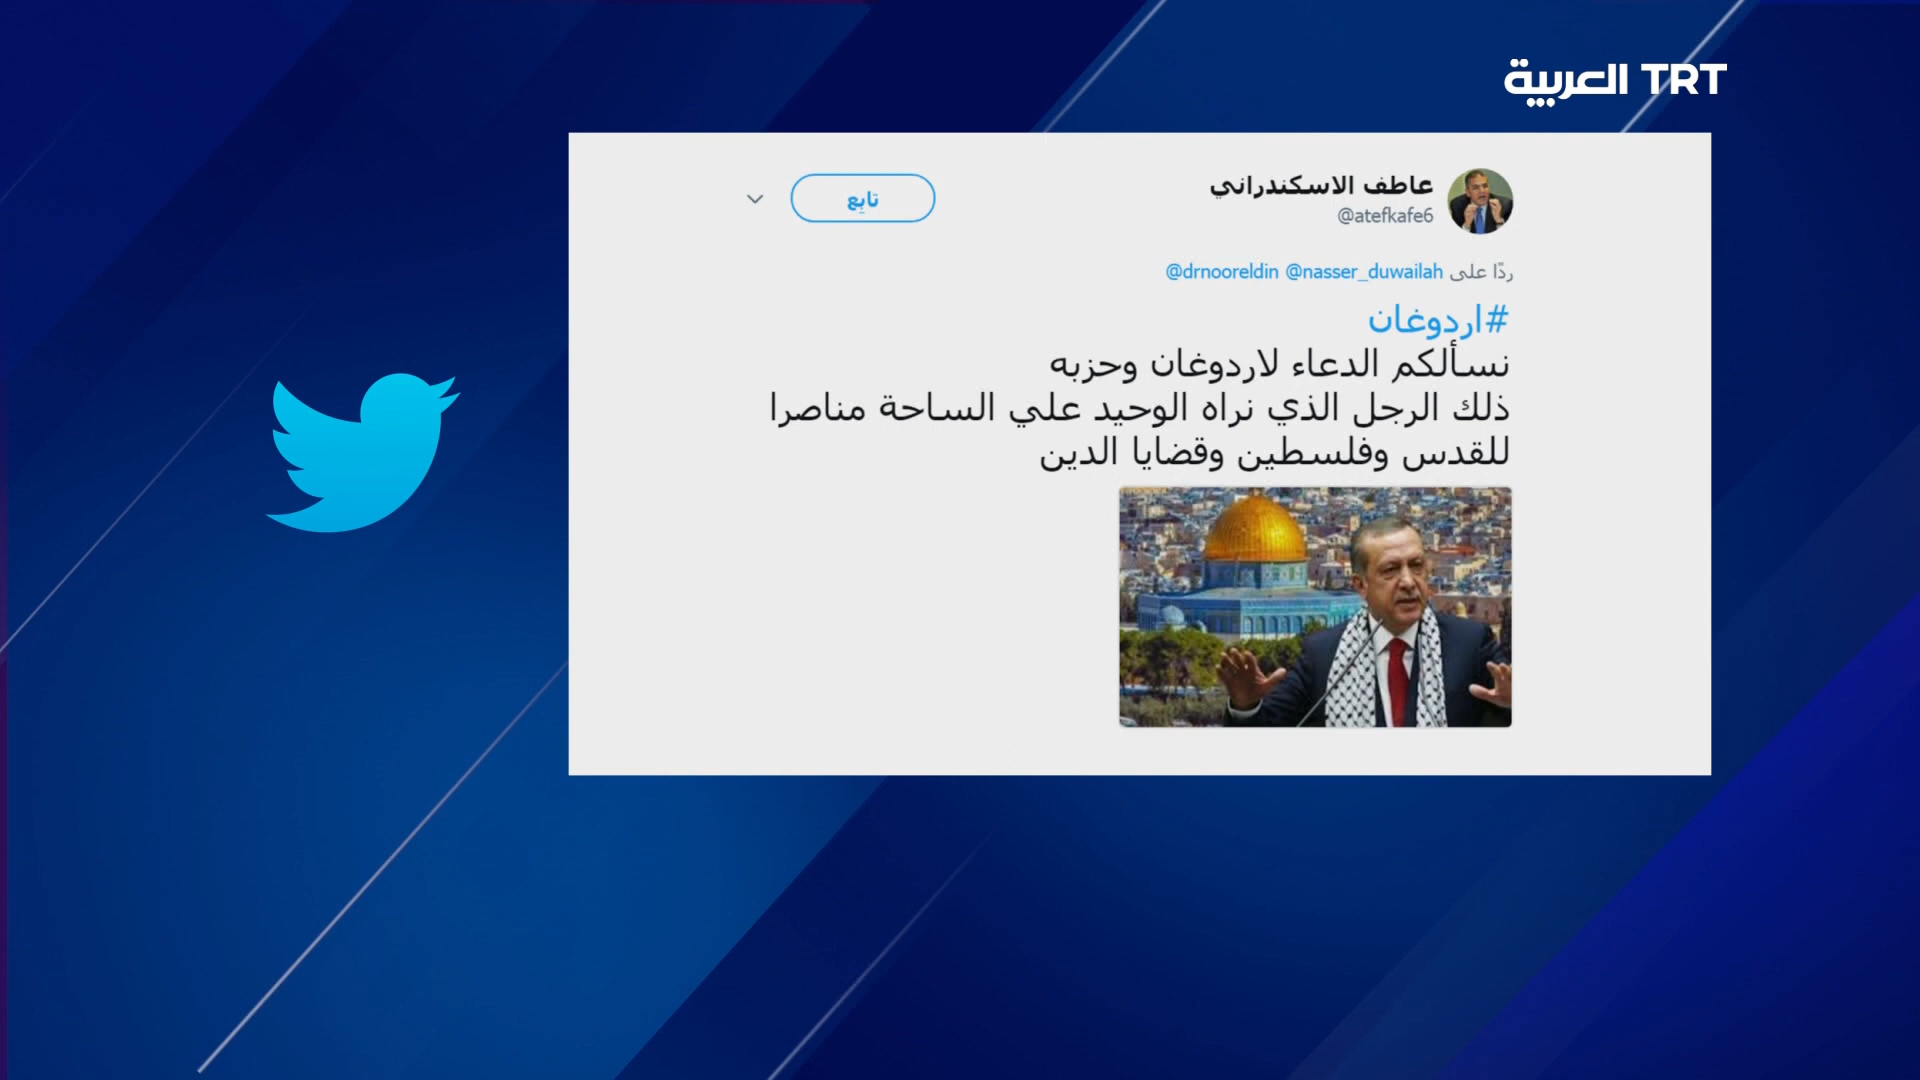 TRT العربية
عاطف الاسكندراني
@atefkafe6
تابِع
ردًا على @nasser_duwailah @drnooreldin
#اردوغان
نسألكم الدعاء لاردوغان وحزبه
ذلك الرجل الذي نراه الوحيد علي الساحة مناصرا
للقدس وفلسطين وقضايا الدين